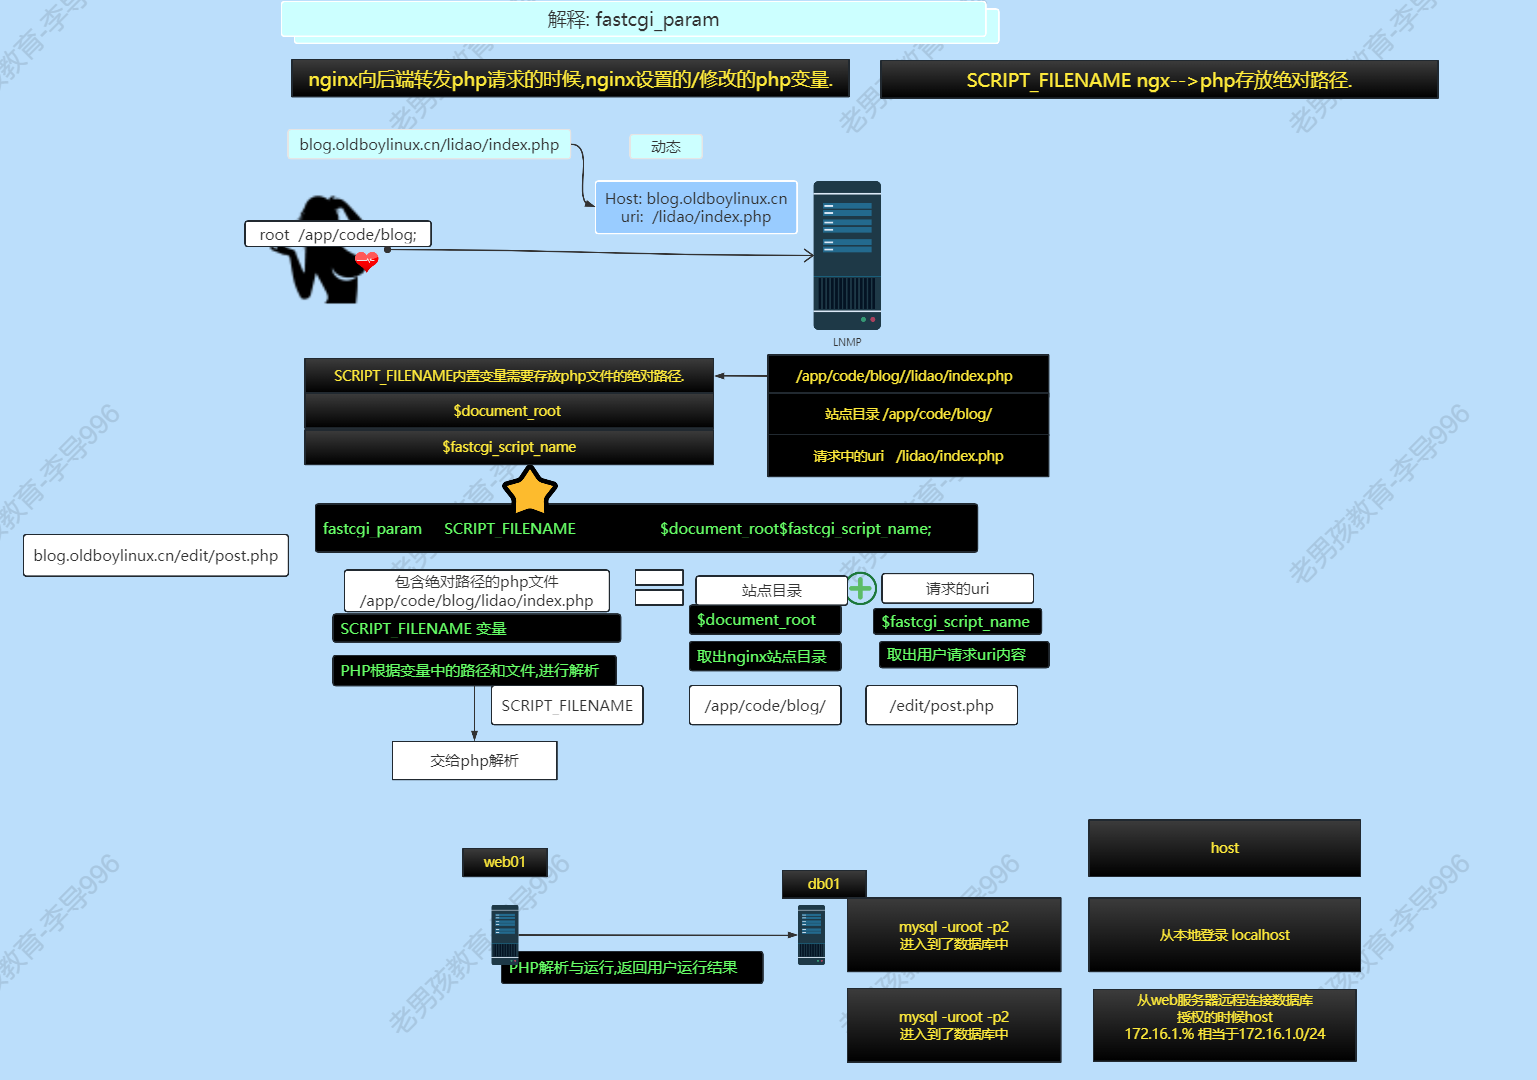 解释: fastcgi_param
nginx向后端转发php请求的时候,nginx设置的/修改的php变量.
SCRIPT_FILENAME ngx-->php存放绝对路径.
blog.oldboylinux.cn/lidao/index.php
动态
Host: blog.oldboylinux.cn
uri: /lidao/index.php
root /app/code/blog;
LNMP
SCRIPT_FILENAME内置变量需要存放php文件的绝对路径.
$document_root
$fastcgi_script_name
/app/code/blog//lidao/index.php
站点目录 /app/code/blog/
请求中的uri /lidao/index.php
fastcgi_param SCRIPT_FILENAME $document_root$fastcgi_script_name;
blog.oldboylinux.cn/edit/post.php
包含绝对路径的php文件
/app/code/blog/lidao/index.php
站点目录
请求的uri
SCRIPT_FILENAME 变量
$document_root
$fastcgi_script_name
PHP根据变量中的路径和文件,进行解析
取出nginx站点目录
取出用户请求uri内容
SCRIPT_FILENAME
/app/code/blog/
/edit/post.php
交给php解析
web01
db01
host
mysql -uroot -p2
进入到了数据库中
从本地登录 localhost
PHP解析与运行,返回用户运行结果
mysql -uroot -p2
进入到了数据库中
从web服务器远程连接数据库
授权的时候host
172.16.1.% 相当于172.16.1.0/24
老男孩教育-李导996